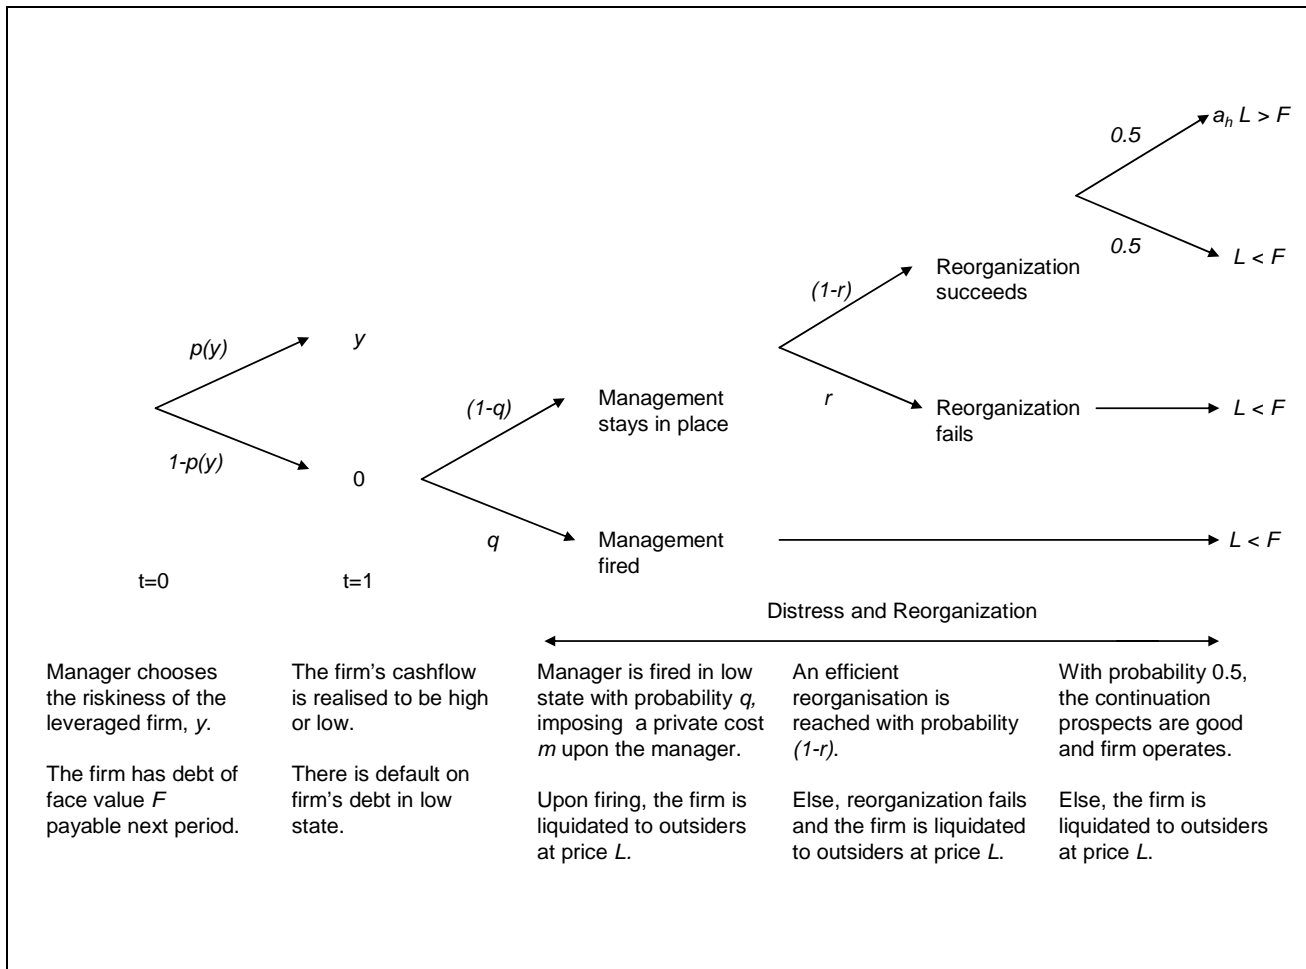 a_h L > F
0.5
0.5
L < F
Reorganization
succeeds
(1-r)
p(y)
y
(1-q)
Management
stays in place
r
Reorganization
fails
L < F
1-p(y)
0
q
Management
fired
L < F
t=0
t=1
Distress and Reorganization
Manager chooses
the riskiness of the
leveraged firm, y.
The firm has debt of
face value F
payable next period.
The firm's cashflow
is realised to be high
or low.
There is default on
firm's debt in low
state.
Manager is fired in low
state with probability q,
imposing a private cost
m upon the manager.
Upon firing, the firm is
liquidated to outsiders
at price L.
An efficient
reorganisation is
reached with probability
(1-r).
Else, reorganization fails
and the firm is liquidated
to outsiders at price L.
With probability 0.5,
the continuation
prospects are good
and firm operates.
Else, the firm is
liquidated to outsiders
at price L.